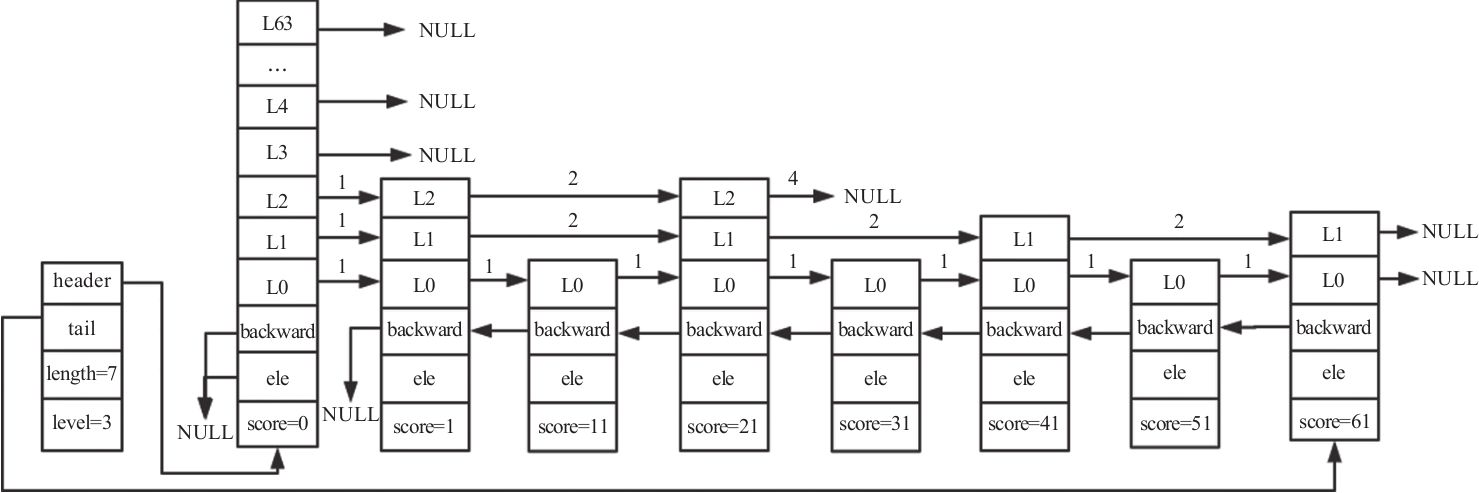 L63
NULL
...
L4
NULL
L3
NULL
L2
1
L2
2
L2
4
NULL
L1
1
L1
2
L1
2
L1
2
L1
NULL
header
L0
1
L0
1
L0
1
L0
1
L0
1
L0
1
L0
1
L0
NULL
tail
backward
backward
backward
backward
backward
backward
backward
backward
length=7
ele
ele
ele
ele
ele
ele
ele
ele
level=3
NULL
score=0
NULL
score=1
score=11
score=21
score=31
score=41
score=51
score=61